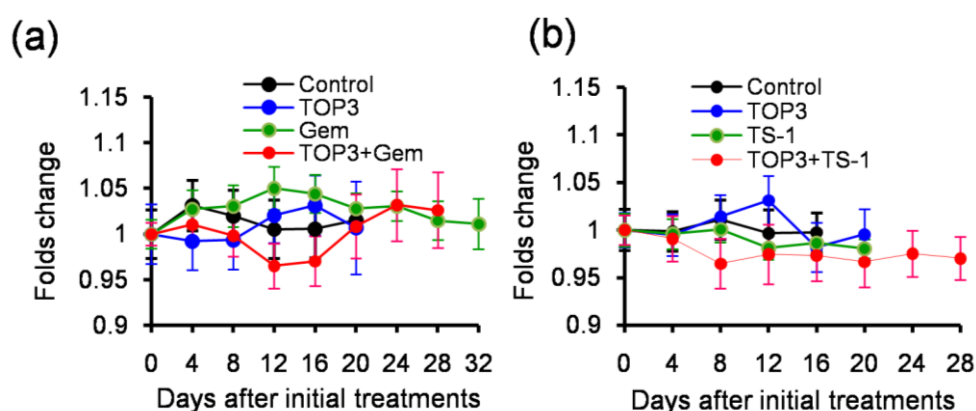 (a)
Control
TOP3
Gem
TOP3+Gem
1.15
1.1
1.05
1
0.95
0.9
Folds change
0 4 8 12 16 20 24 28 32
Days after initial treatments
(b)
Control
TOP3
TS-1
TOP3+TS-1
1.15
1.1
1.05
1
0.95
0.9
Folds change
0 4 8 12 16 20 24 28
Days after initial treatments